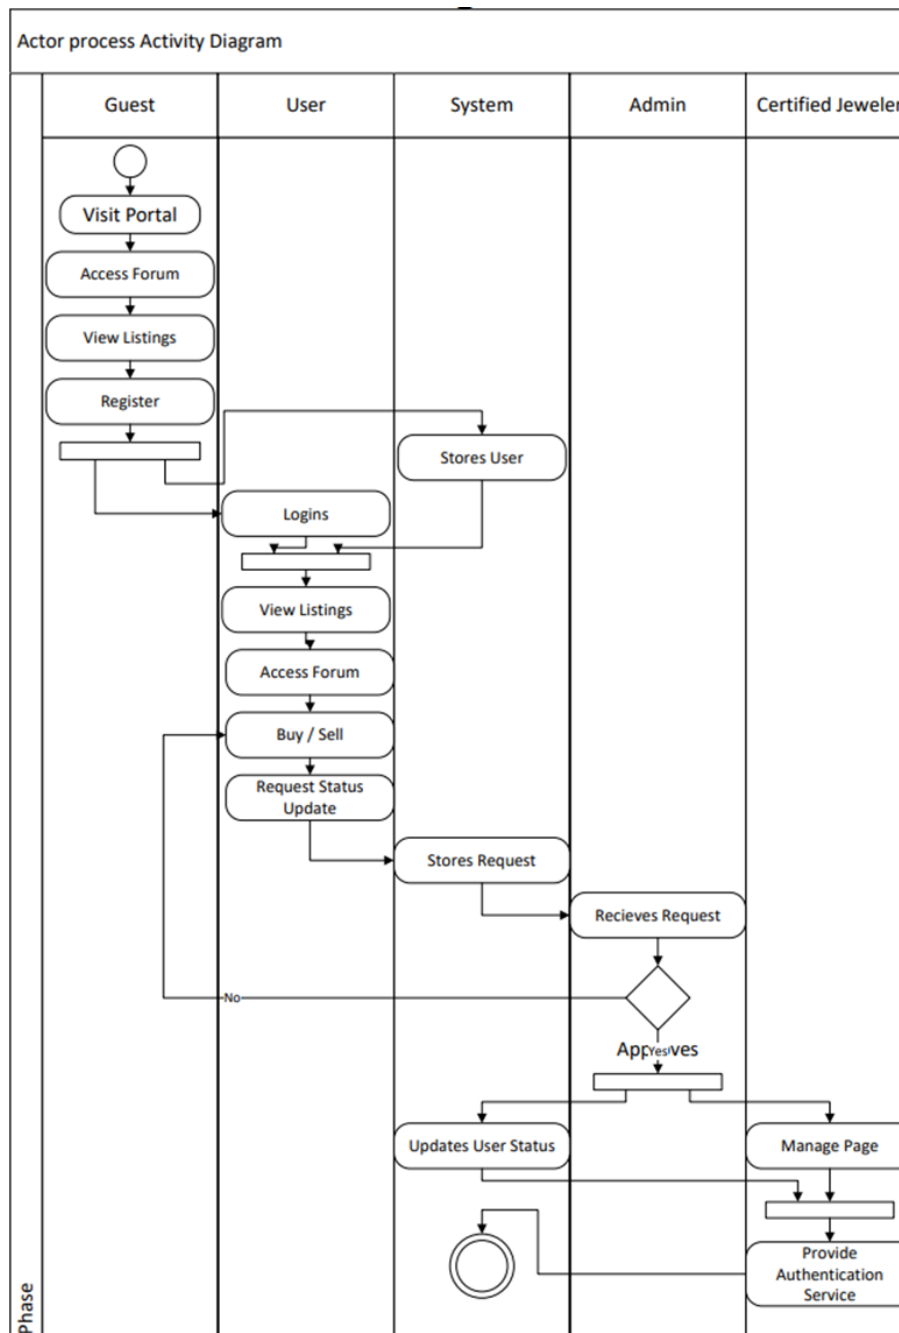 Actor process Activity Diagram
Guest
User
System
Admin
Certified Jeweler
Visit Portal
Access Forum
View Listings
Register
Stores User
Logins
View Listings
Access Forum
Buy / Sell
Request Status
Update
Stores Request
Recieves Request
No
Approves
Yes
Updates User Status
Manage Page
Provide
Authentication
Service
Phase